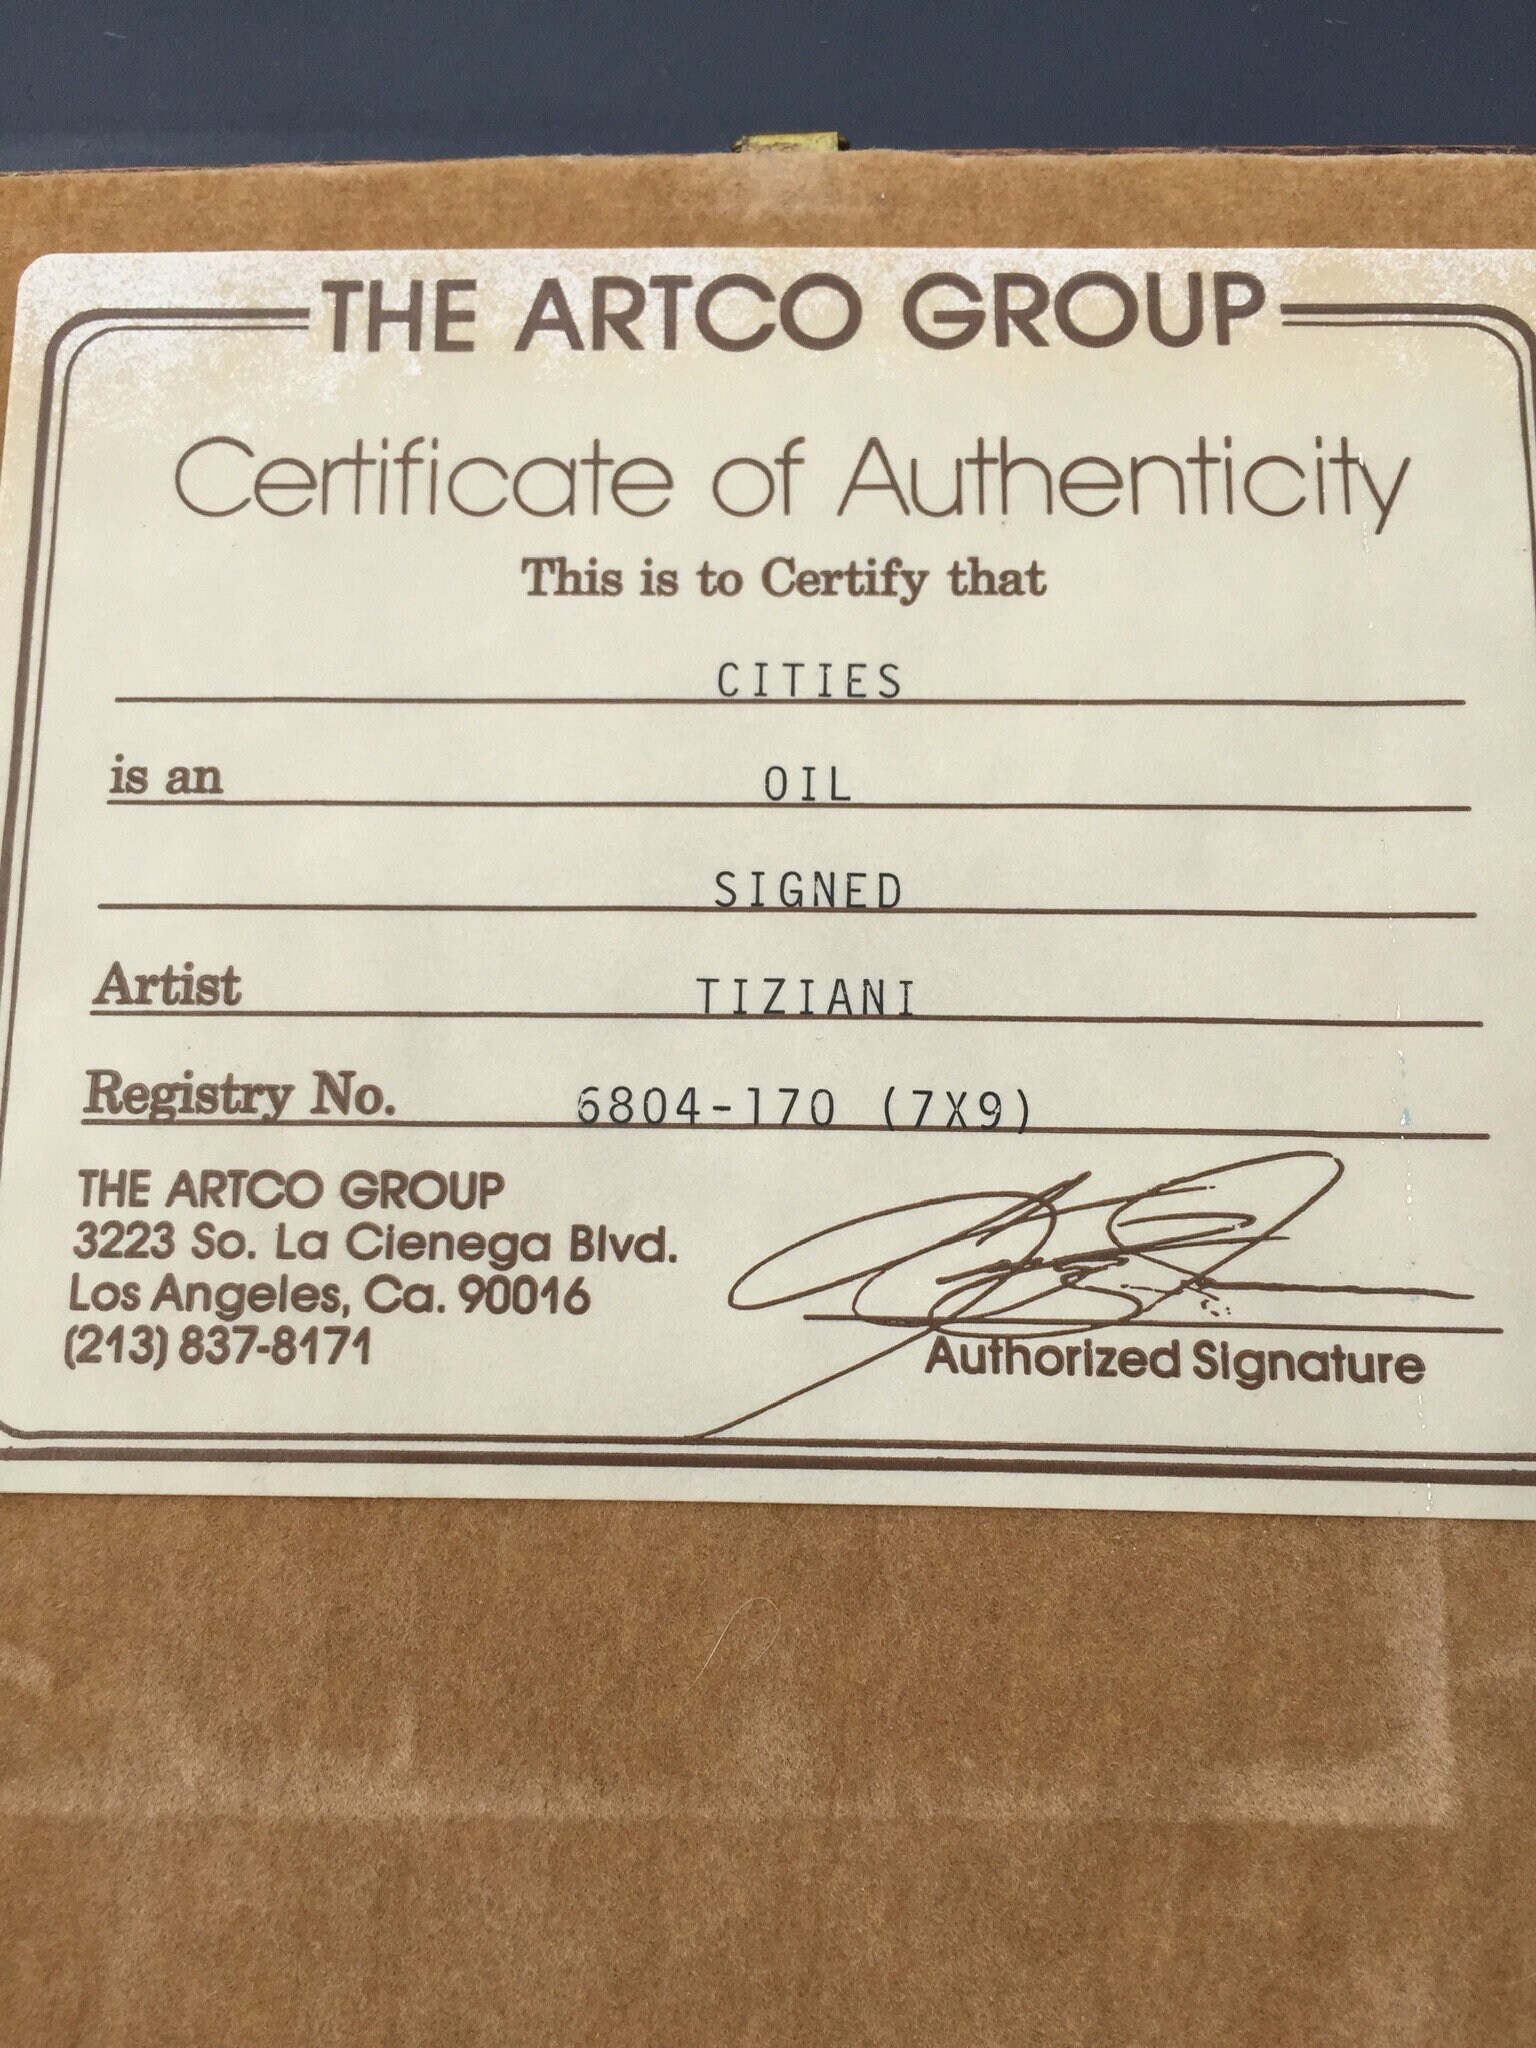 THE ARTCO GROUP
Certificate of Authenticity
This is to Certify that
CITIES
is an OIL
SIGNED
Artist TIZIANI
Registry No. 6804-170 (7X9)
THE ARTCO GROUP
3223 So. La Cienega Blvd.
Los Angeles, Ca. 90016
(213) 837-8171
Authorized Signature